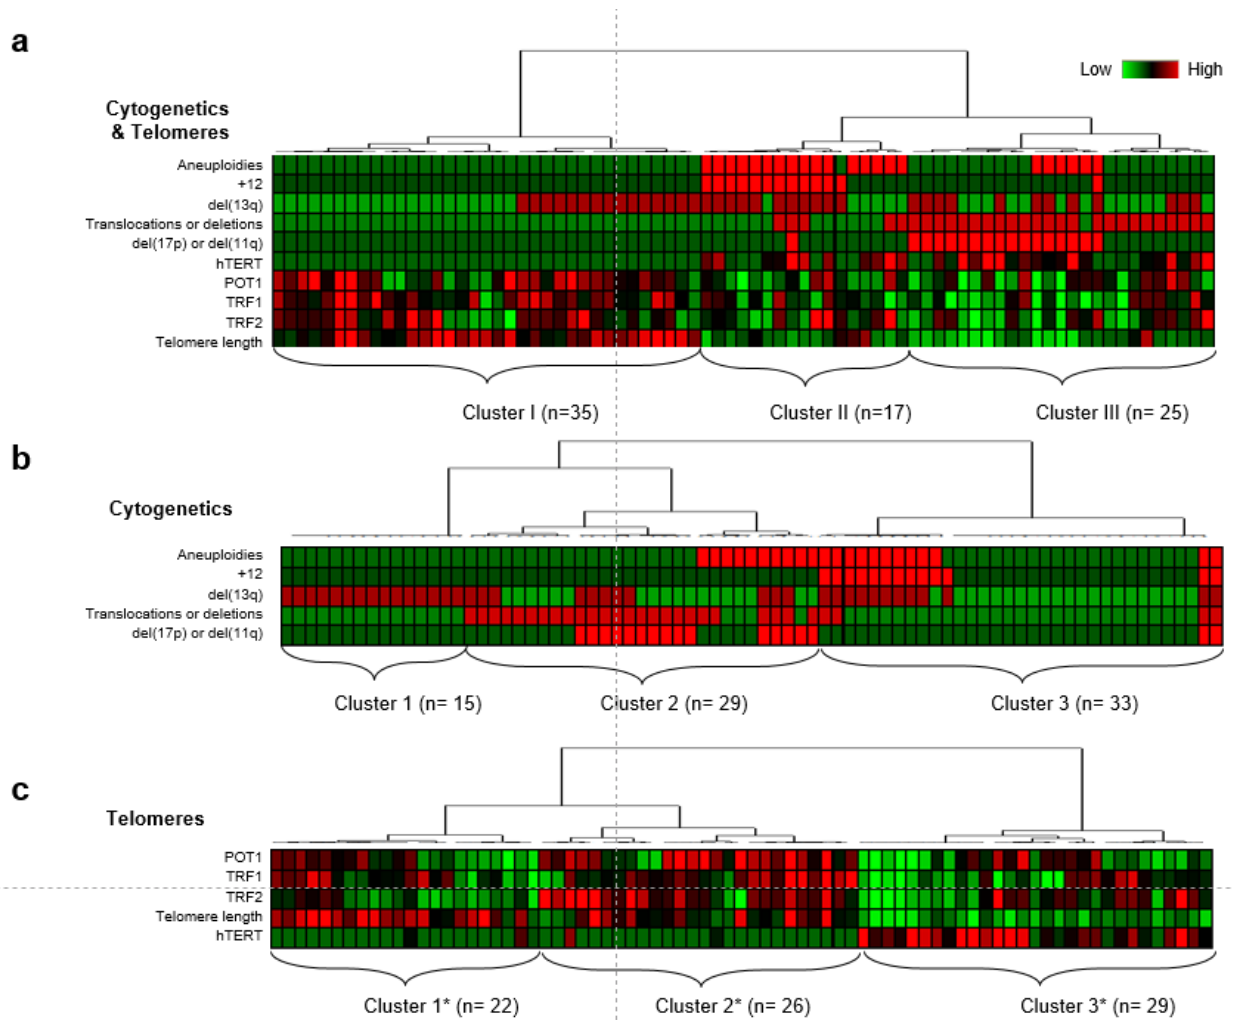 a
Low High
Cytogenetics
& Telomeres
Aneuploidies
+12
del(13q)
Translocations or deletions
del(17p) or del(11q)
hTERT
POT1
TRF1
TRF2
Telomere length
Cluster I (n=35) Cluster II (n=17) Cluster III (n= 25)
b
Cytogenetics
Aneuploidies
+12
del(13q)
Translocations or deletions
del(17p) or del(11q)
Cluster 1 (n= 15) Cluster 2 (n= 29) Cluster 3 (n= 33)
c
Telomeres
POT1
TRF1
TRF2
Telomere length
hTERT
Cluster 1* (n= 22) Cluster 2* (n= 26) Cluster 3* (n= 29)